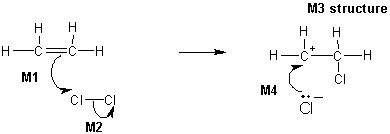 M3 structure
H H H H
H C + C H
M1 Cl
Cl Cl M4
M2 Cl −